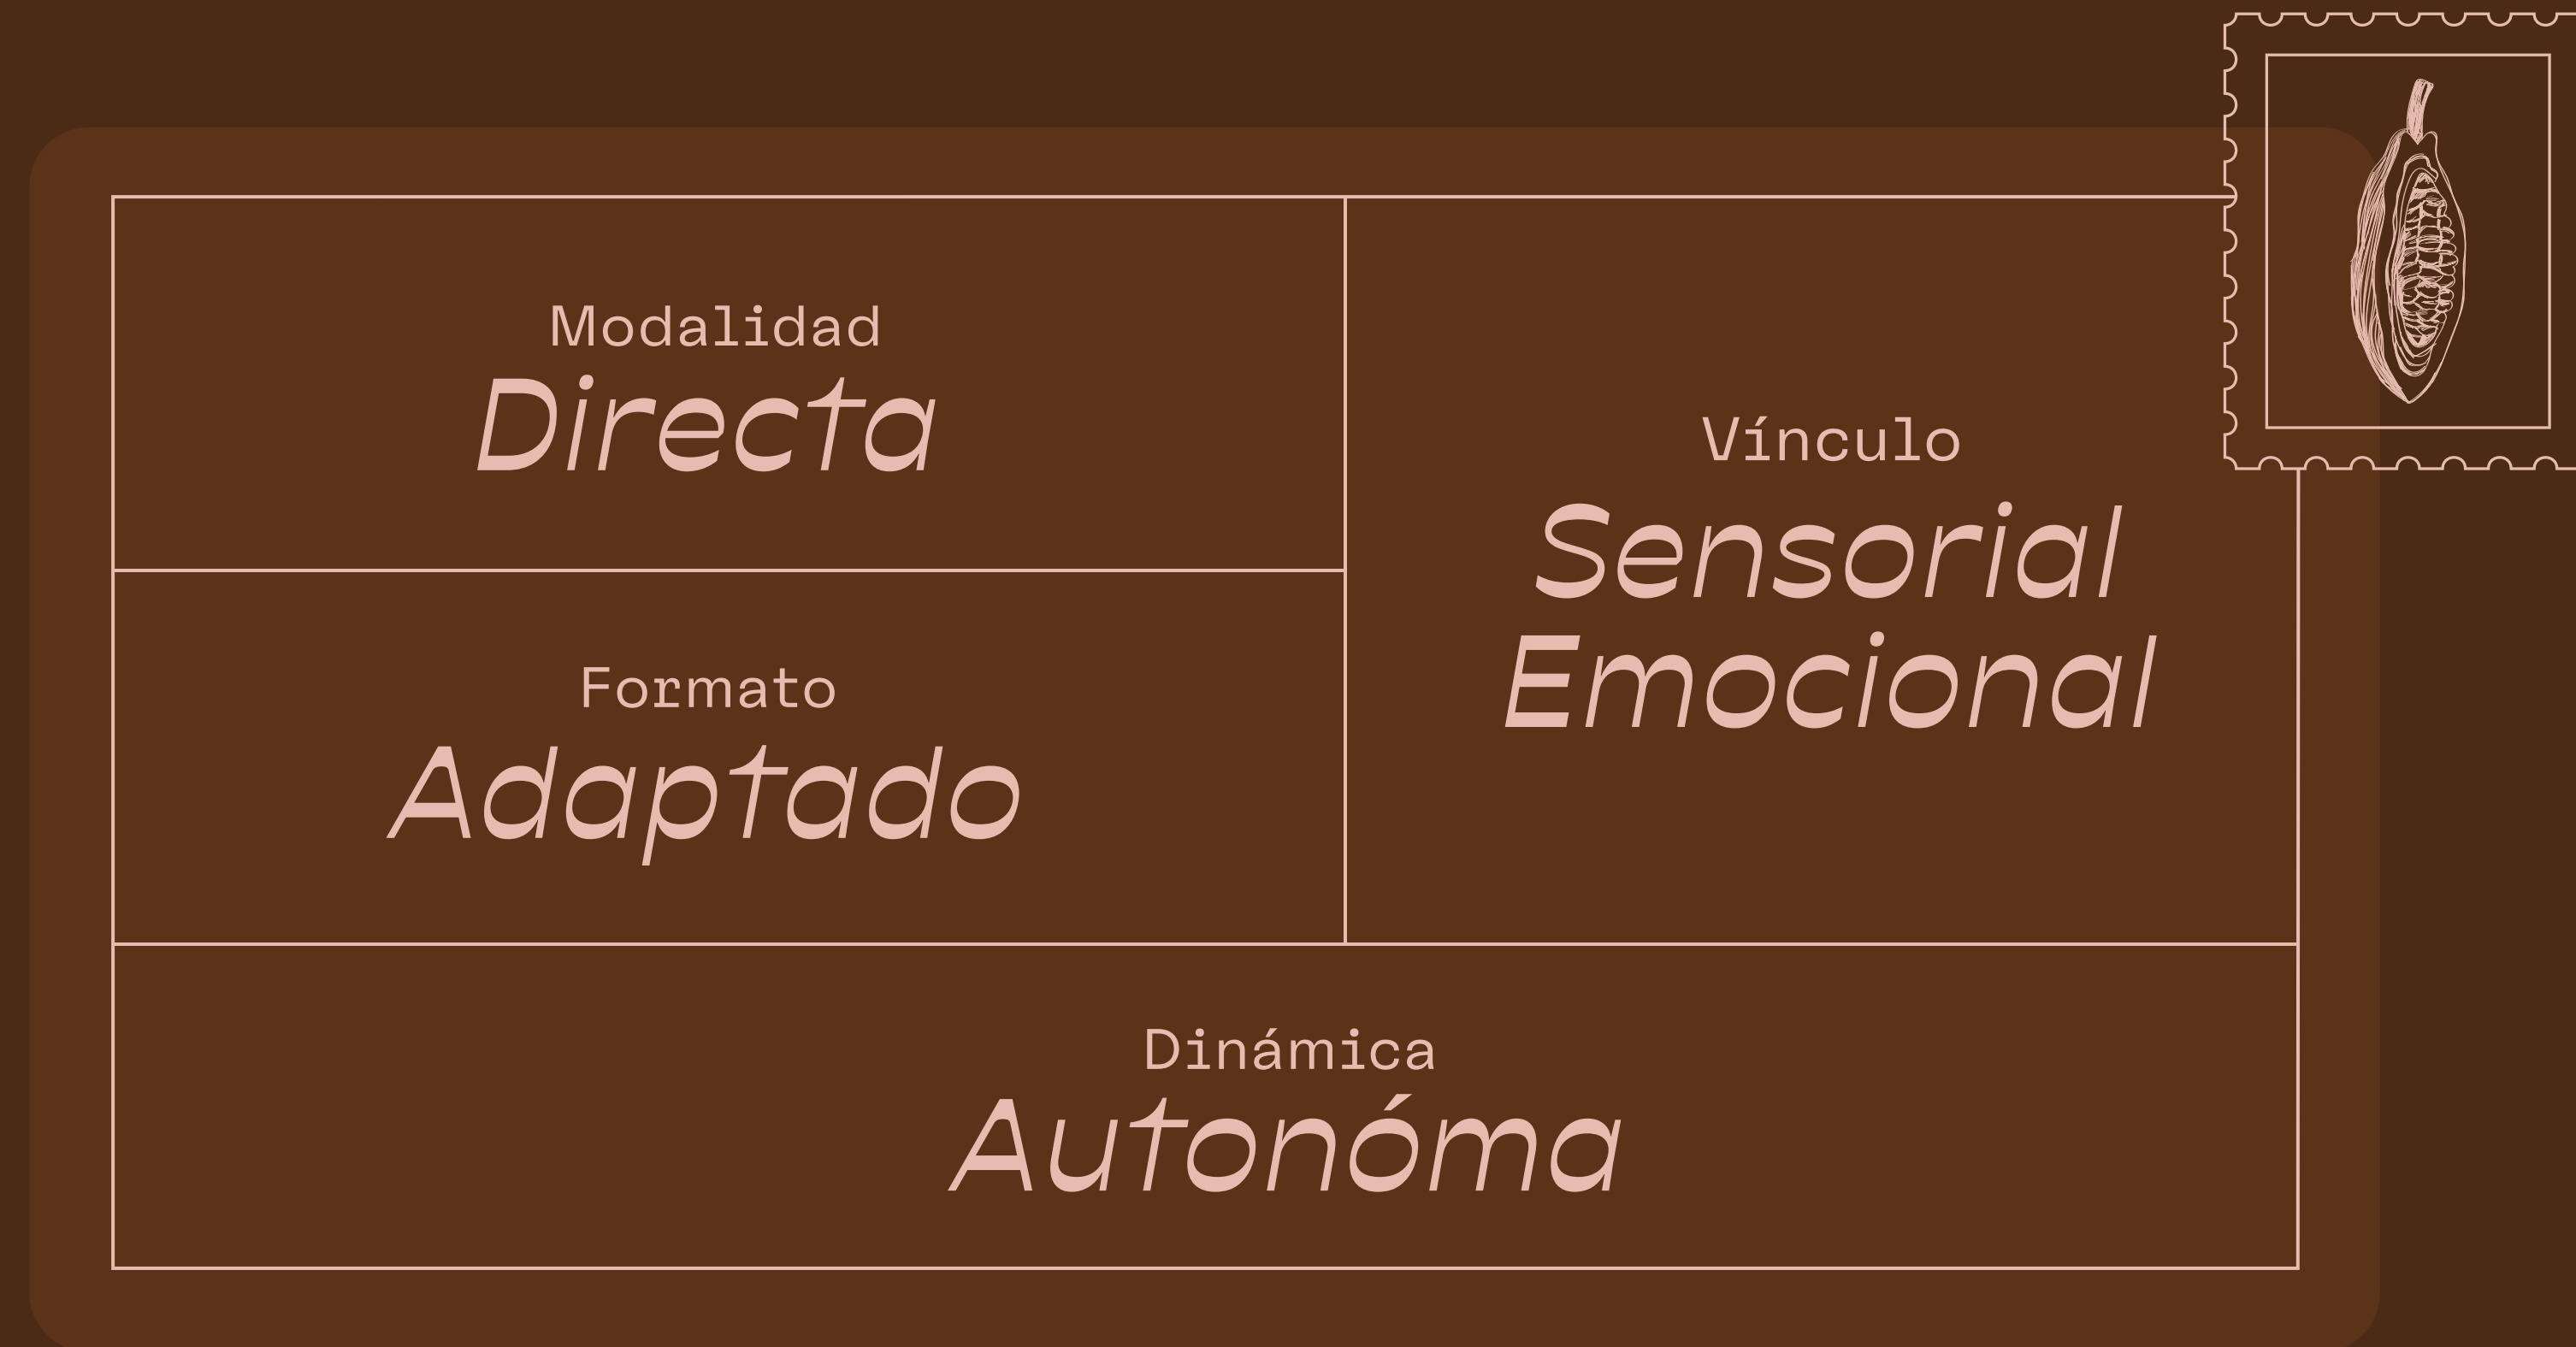 Modalidad
Directa
Formato
Adaptado
Vínculo
Sensorial
Emocional
Dinámica
Autonóma